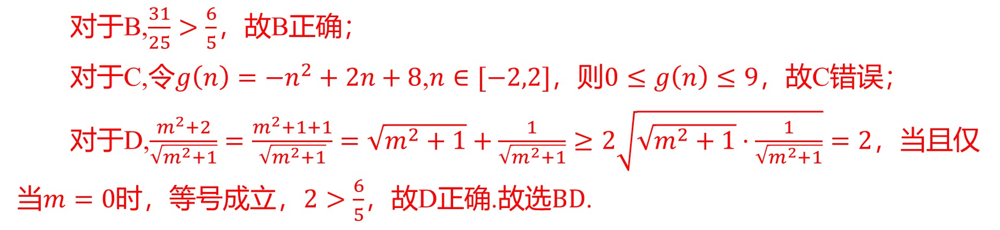 对于B,$\frac{31}{25} > \frac{6}{5}$，故B正确；
对于C,令$g(n) = -n^2 + 2n + 8$,$n \in [-2,2]$，则$0 \leq g(n) \leq 9$，故C错误；
对于D,$\frac{m^2+2}{\sqrt{m^2+1}} = \frac{m^2+1+1}{\sqrt{m^2+1}} = \sqrt{m^2+1} + \frac{1}{\sqrt{m^2+1}} \geq 2\sqrt{\sqrt{m^2+1} \cdot \frac{1}{\sqrt{m^2+1}}} = 2$，当且仅
当$m = 0$时，等号成立，$2 > \frac{6}{5}$，故D正确.故选BD.